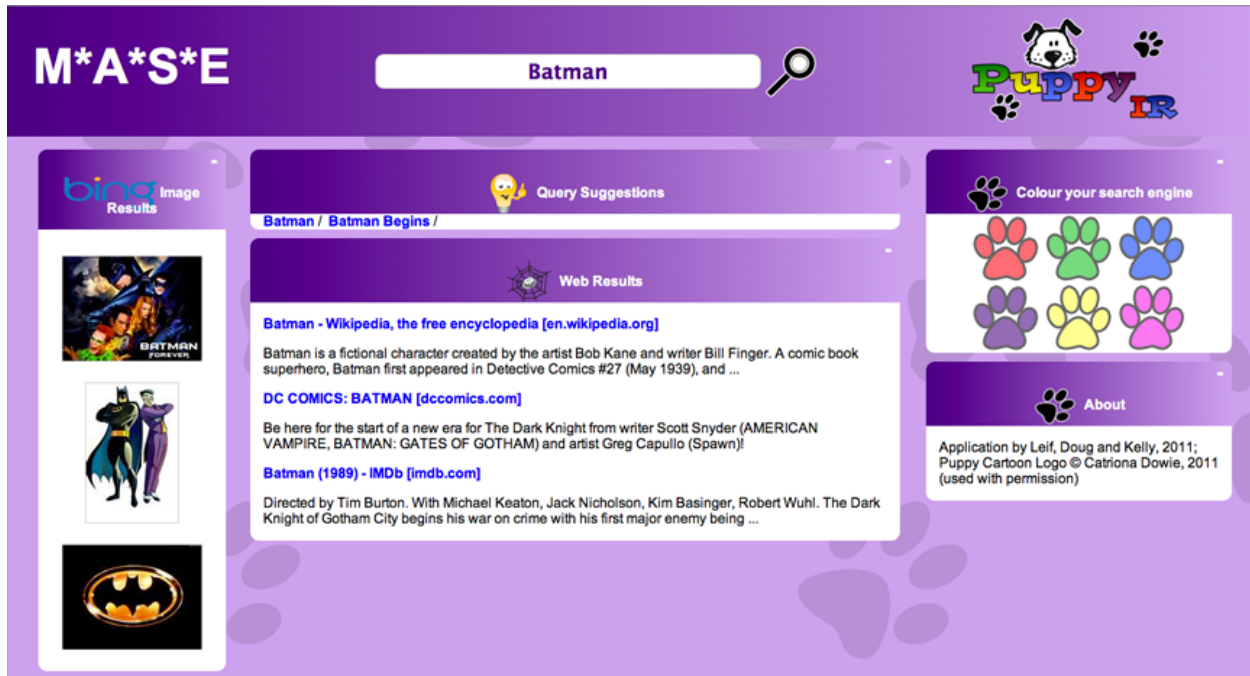 M*A*S*E
Batman
Puppy
IR
bing Image
Results
BATMAN
FOREVER
Query Suggestions
Batman / Batman Begins /
Web Results
Batman - Wikipedia, the free encyclopedia [en.wikipedia.org]
Batman is a fictional character created by the artist Bob Kane and writer Bill Finger. A comic book
superhero, Batman first appeared in Detective Comics #27 (May 1939), and ...
DC COMICS: BATMAN [dccomics.com]
Be here for the start of a new era for The Dark Knight from writer Scott Snyder (AMERICAN
VAMPIRE, BATMAN: GATES OF GOTHAM) and artist Greg Capullo (Spawn)!
Batman (1989) - IMDb [imdb.com]
Directed by Tim Burton. With Michael Keaton, Jack Nicholson, Kim Basinger, Robert Wuhl. The Dark
Knight of Gotham City begins his war on crime with his first major enemy being ...
Colour your search engine
About
Application by Leif, Doug and Kelly, 2011;
Puppy Cartoon Logo © Catriona Dowie, 2011
(used with permission)